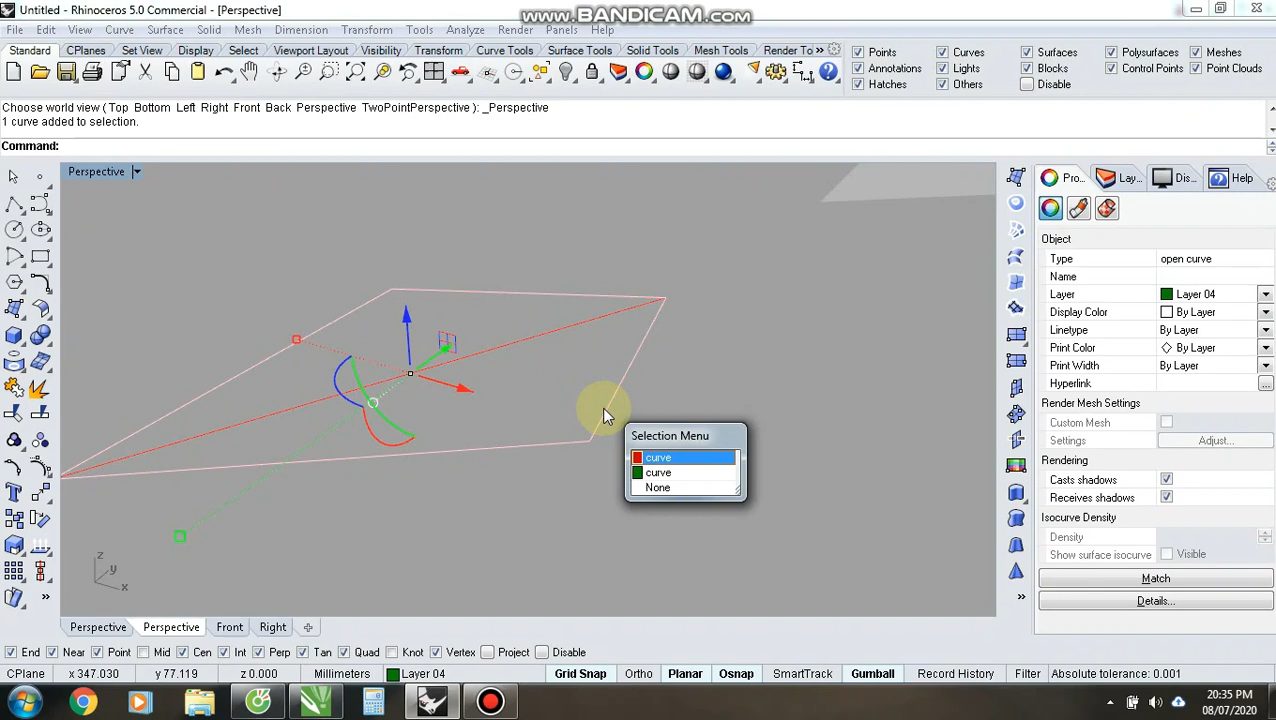 Untitled - Rhinoceros 5.0 Commercial - [Perspective]
www.BANDICAM.com
File Edit View Curve Surface Solid Mesh Dimension Transform Tools Analyze Render Panels Help
Standard CPlanes Set View Display Select Viewport Layout Visibility Transform Curve Tools Surface Tools Solid Tools Mesh Tools Render To »
Points Curves Surfaces Polysurfaces Meshes
Annotations Lights Blocks Control Points Point Clouds
Hatches Others Disable
Choose world view ( Top Bottom Left Right Front Back Perspective TwoPointPerspective ): _Perspective
1 curve added to selection.
Command:
Perspective
Pro... Lay... Dis... Help
Object
Type open curve
Name
Layer Layer 04
Display Color By Layer
Linetype By Layer
Print Color By Layer
Print Width By Layer
Hyperlink ...
Render Mesh Settings
Custom Mesh
Settings Adjust...
Rendering
Casts shadows
Receives shadows
Isocurve Density
Density
Show surface isocurve Visible
Match
Details...
Selection Menu
curve
curve
None
z
y
x
Perspective Perspective Front Right
End Near Point Mid Cen Int Perp Tan Quad Knot Vertex Project Disable
CPlane x 347.030 y 77.119 z 0.000 Millimeters Layer 04 Grid Snap Ortho Planar Osnap SmartTrack Gumball Record History Filter Absolute tolerance: 0.001
20:35 PM
08/07/2020